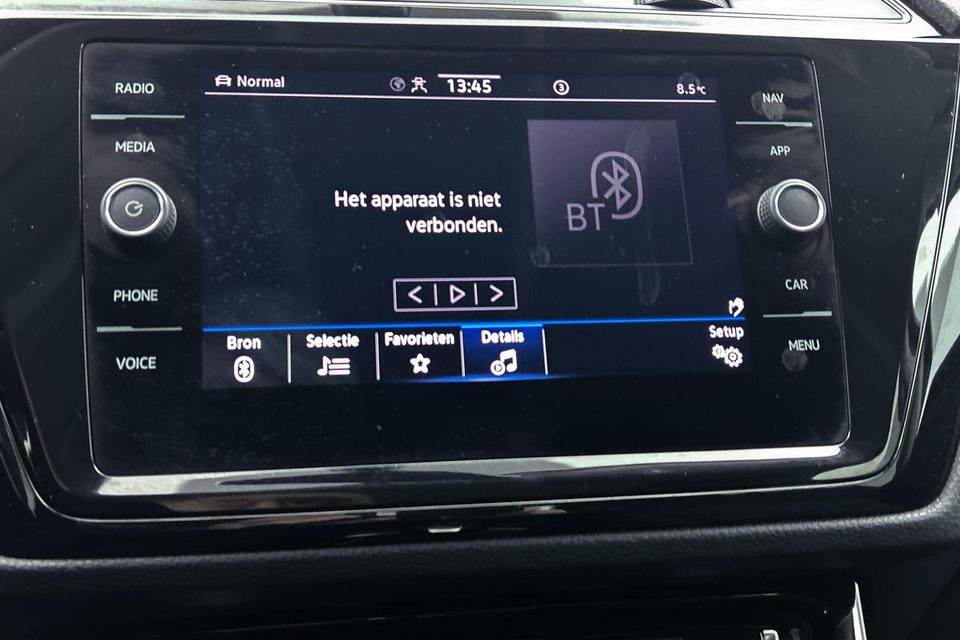 RADIO
MEDIA
PHONE
VOICE
Normal
13:45
3
8.5°C
Het apparaat is niet
verbonden.
BT
Bron
Selectie
Favorieten
Details
Setup
NAV
APP
CAR
MENU